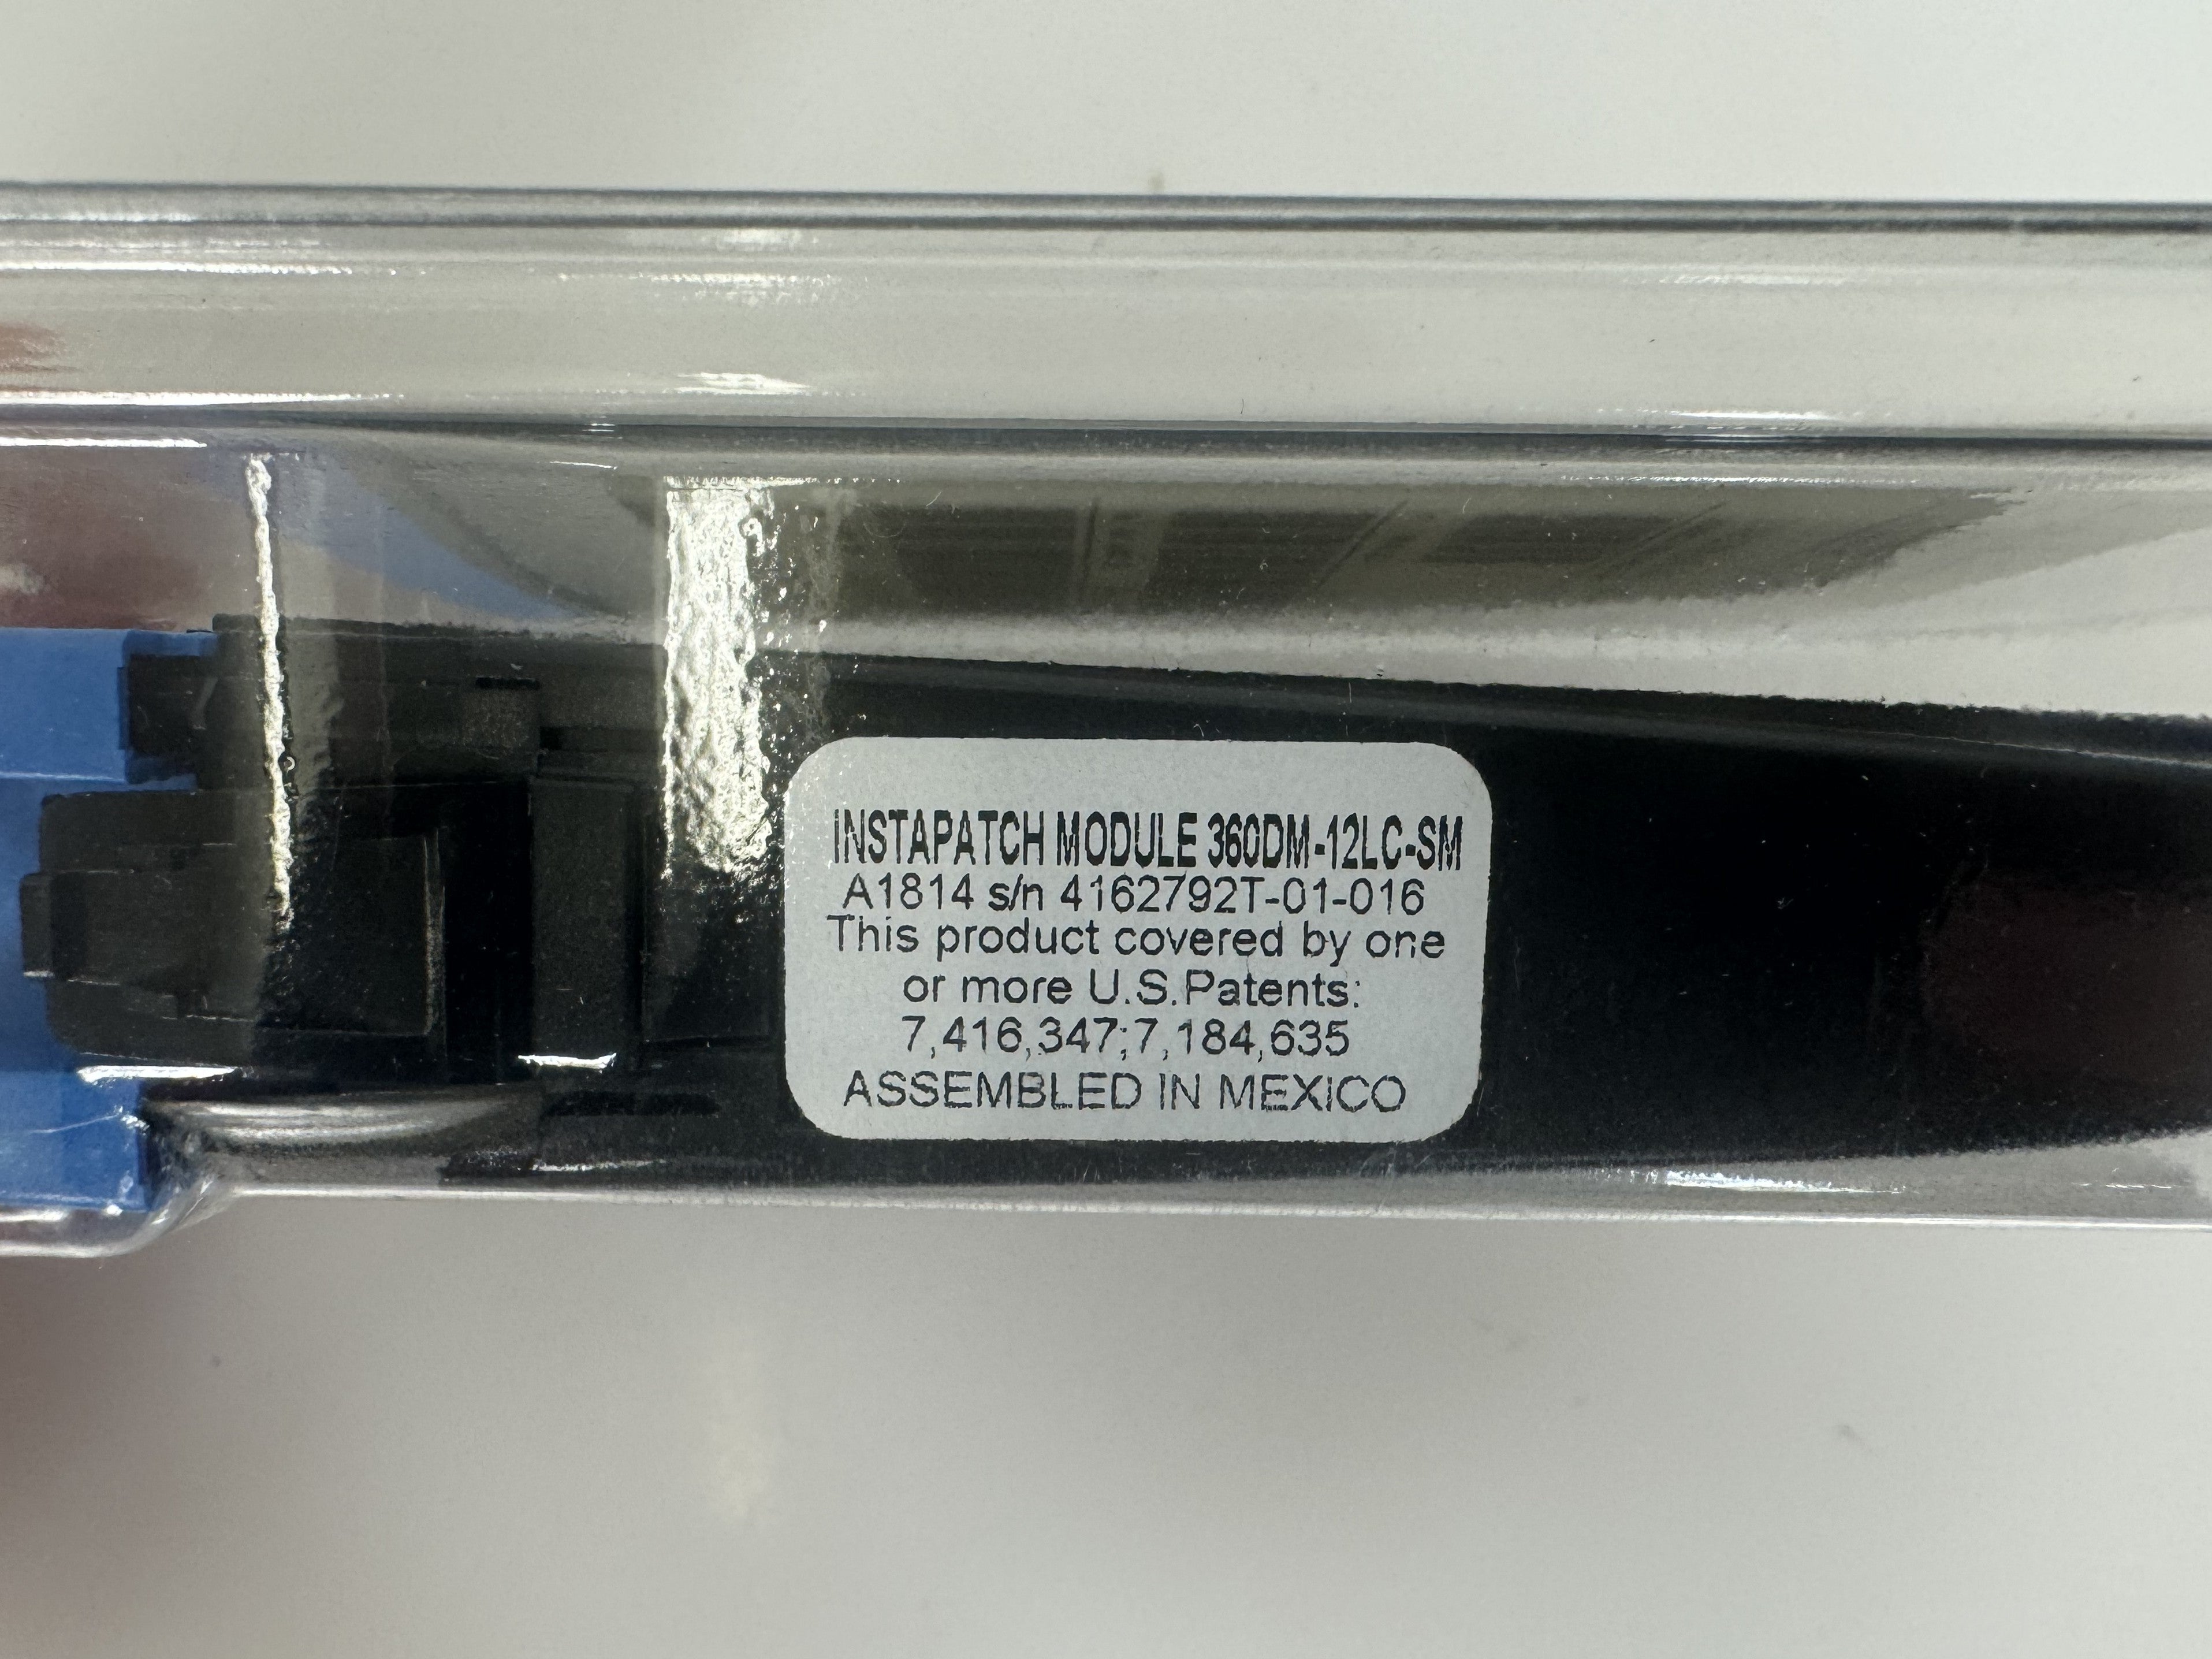 INSTAPATCH MODULE 360DM-12LC-SM
A1814 s/n 4162792T-01-016
This product covered by one
or more U.S.Patents:
7,416,347;7,184,635
ASSEMBLED IN MEXICO